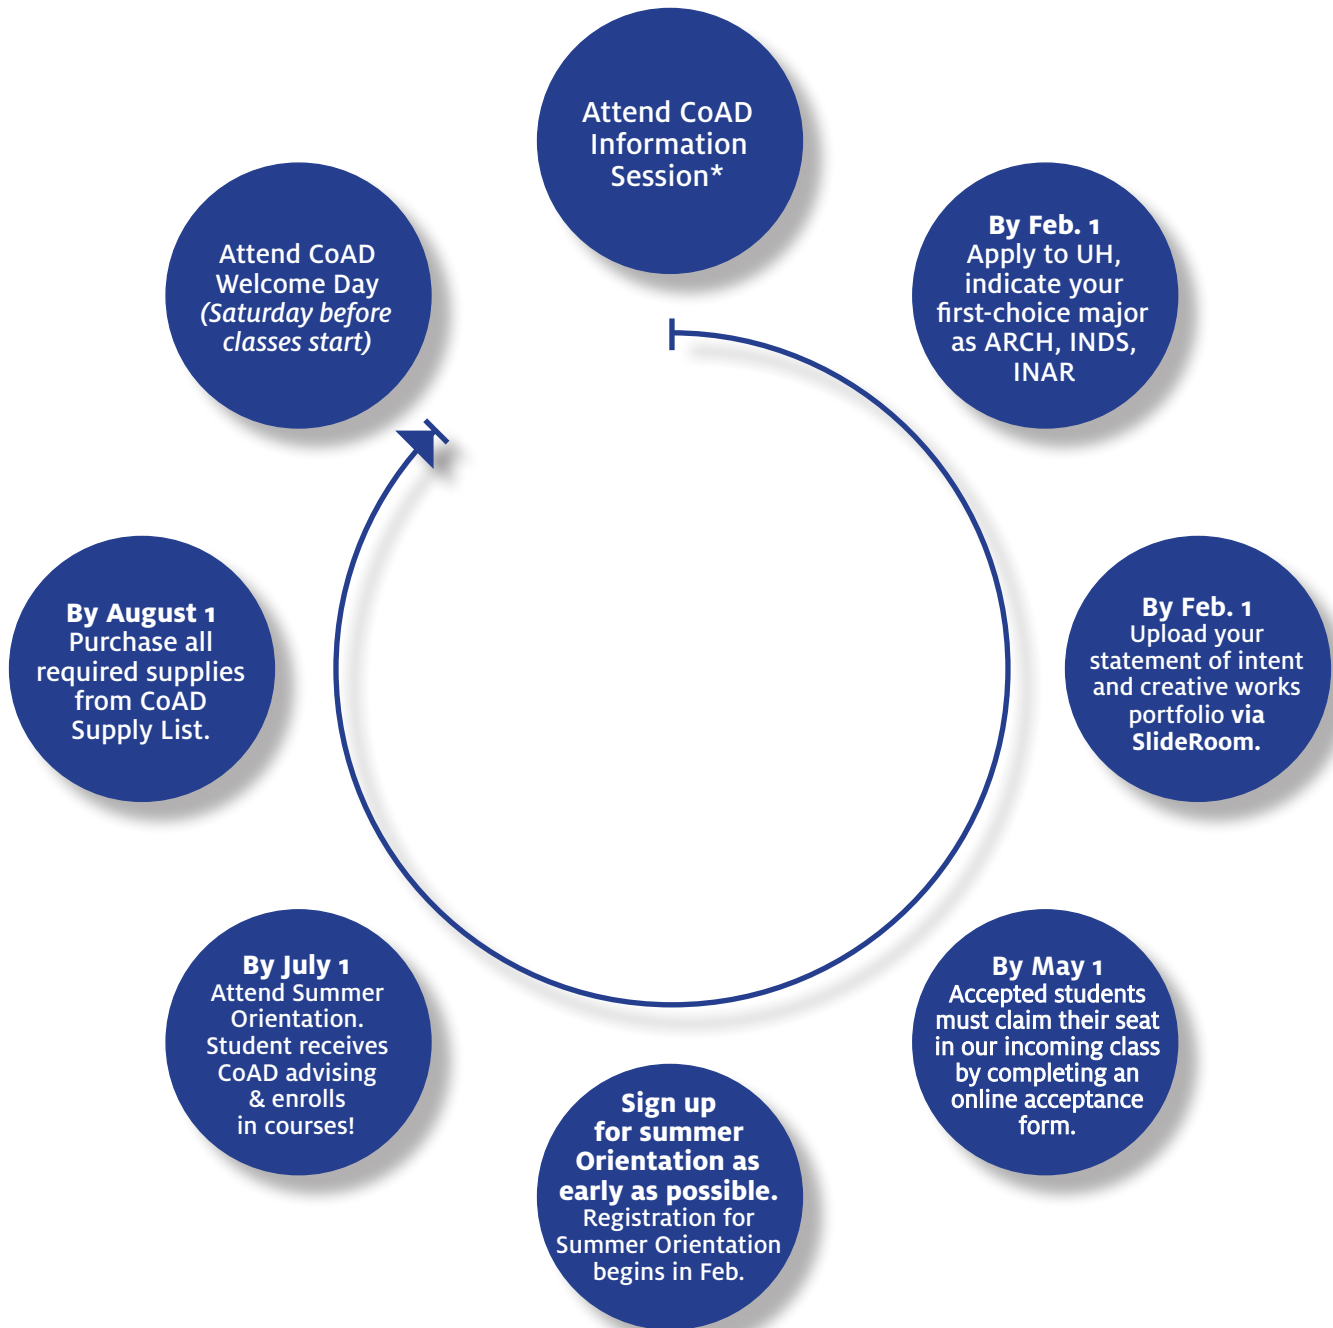 Attend CoAD
Information
Session*
By Feb. 1
Apply to UH,
indicate your
first-choice major
as ARCH, INDS,
INAR
By Feb. 1
Upload your
statement of intent
and creative works
portfolio via
SlideRoom.
By May 1
Accepted students
must claim their seat
in our incoming class
by completing an
online acceptance
form.
Sign up
for summer
Orientation as
early as possible.
Registration for
Summer Orientation
begins in Feb.
By July 1
Attend Summer
Orientation.
Student receives
CoAD advising
& enrolls
in courses!
By August 1
Purchase all
required supplies
from CoAD
Supply List.
Attend CoAD
Welcome Day
(Saturday before
classes start)